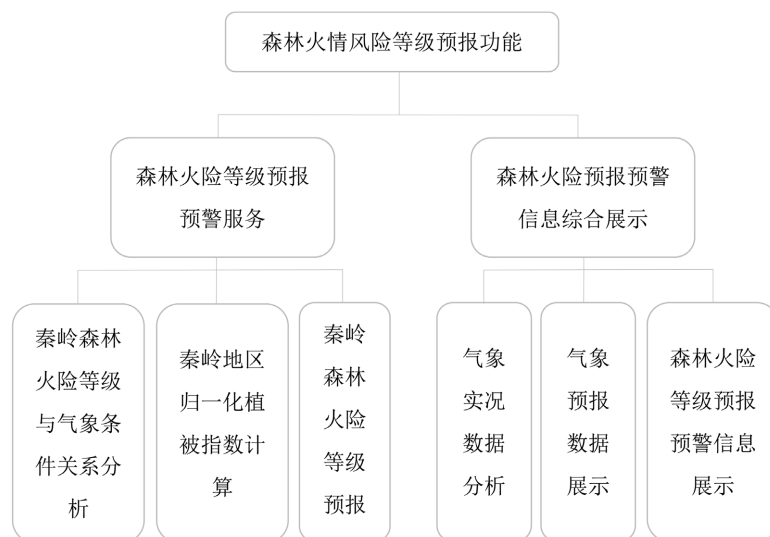 森林火情风险等级预报功能
森林火险等级预报
预警服务
森林火险预报预警
信息综合展示
秦岭森林
火险等级
与气象条
件关系分
析
秦岭地区
归一化植
被指数计
算
秦岭
森林
火险
等级
预报
气象
实况
数据
分析
气象
预报
数据
展示
森林火险
等级预报
预警信息
展示